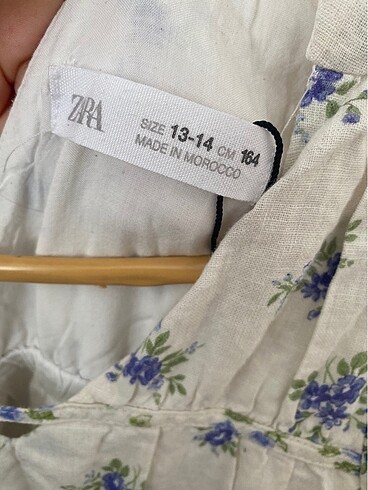 ZARA
SIZE 13-14 CM 164
MADE IN MOROCCO